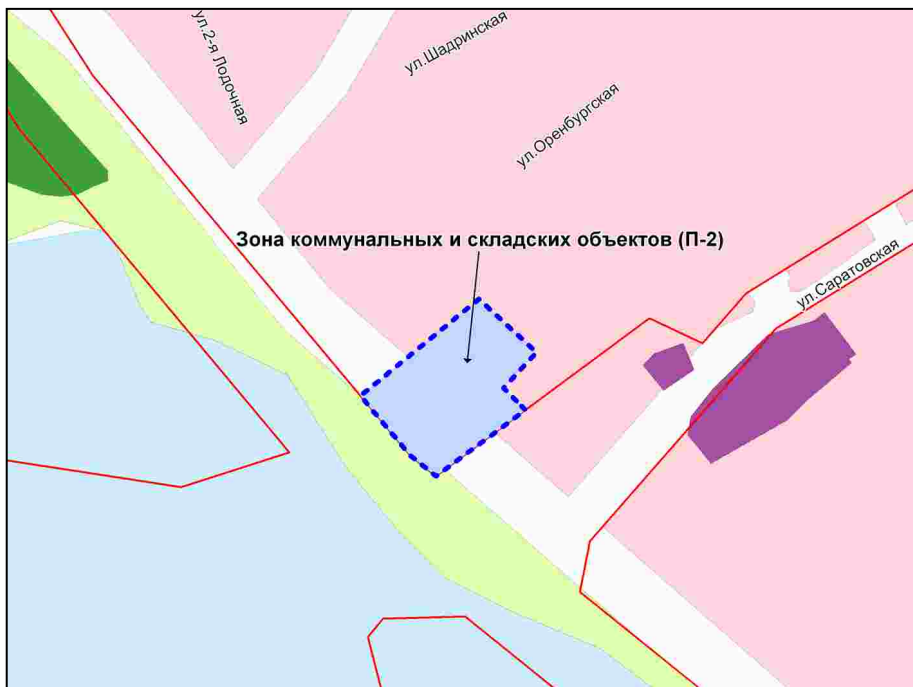 ул.2-я Лодочная
ул.Шадринская
ул.Оренбургская
Зона коммунальных и складских объектов (П-2)
ул.Саратовская